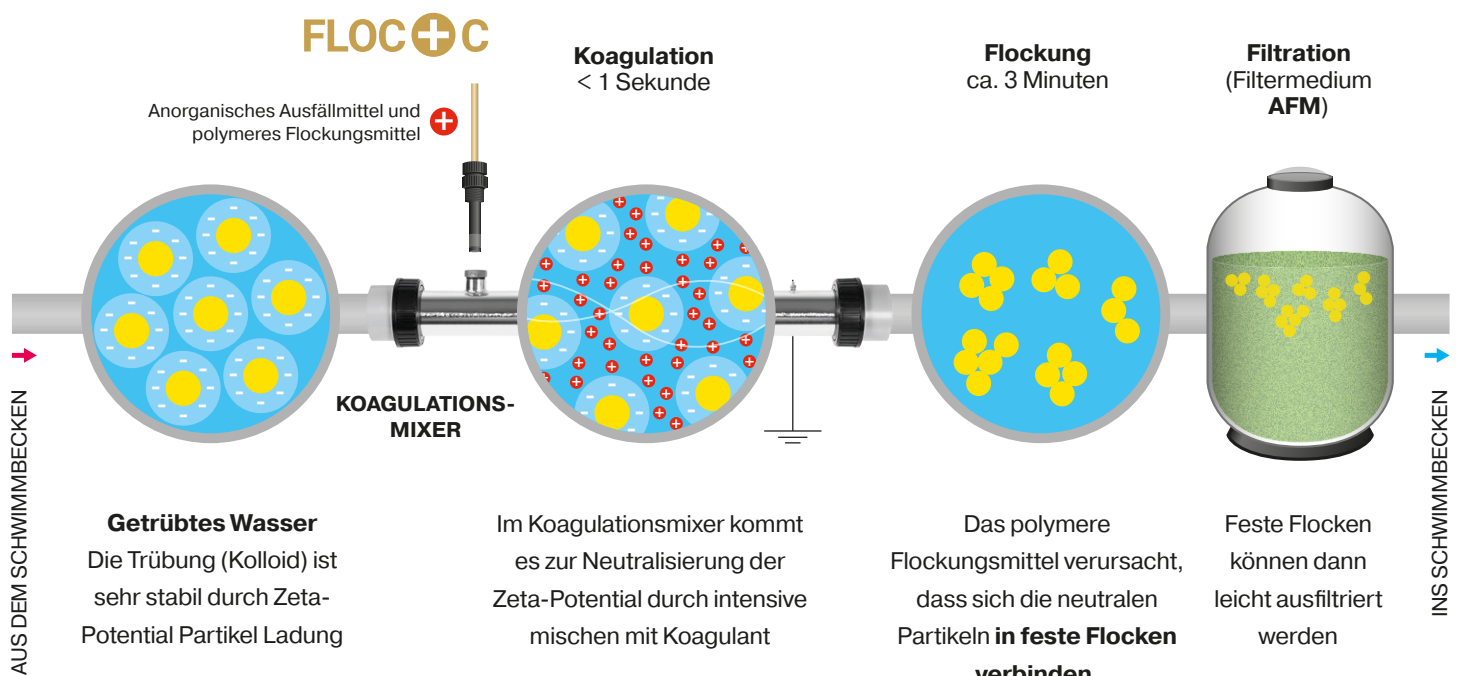 FLOC+C
Anorganisches Ausfällmittel und
polymeres Flockungsmittel
Koagulation
< 1 Sekunde
Flockung
ca. 3 Minuten
Filtration
(Filtermedium
AFM)
AUS DEM SCHWIMMBECKEN
KOAGULATIONS-
MIXER
INS SCHWIMMBECKEN
Getrübtes Wasser
Die Trübung (Kolloid) ist
sehr stabil durch Zeta-
Potential Partikel Ladung
Im Koagulationsmixer kommt
es zur Neutralisierung der
Zeta-Potential durch intensive
mischen mit Koagulant
Das polymere
Flockungsmittel verursacht,
dass sich die neutralen
Partikeln in feste Flocken
verbinden
Feste Flocken
können dann
leicht ausfiltriert
werden